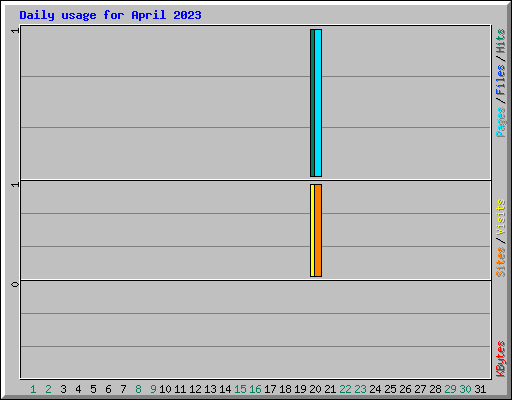 Daily usage for April 2023
1
1
0
Pages/Files/Hits
Sites/Visits
KBytes
1 2 3 4 5 6 7 8 9 10 11 12 13 14 15 16 17 18 19 20 21 22 23 24 25 26 27 28 29 30 31